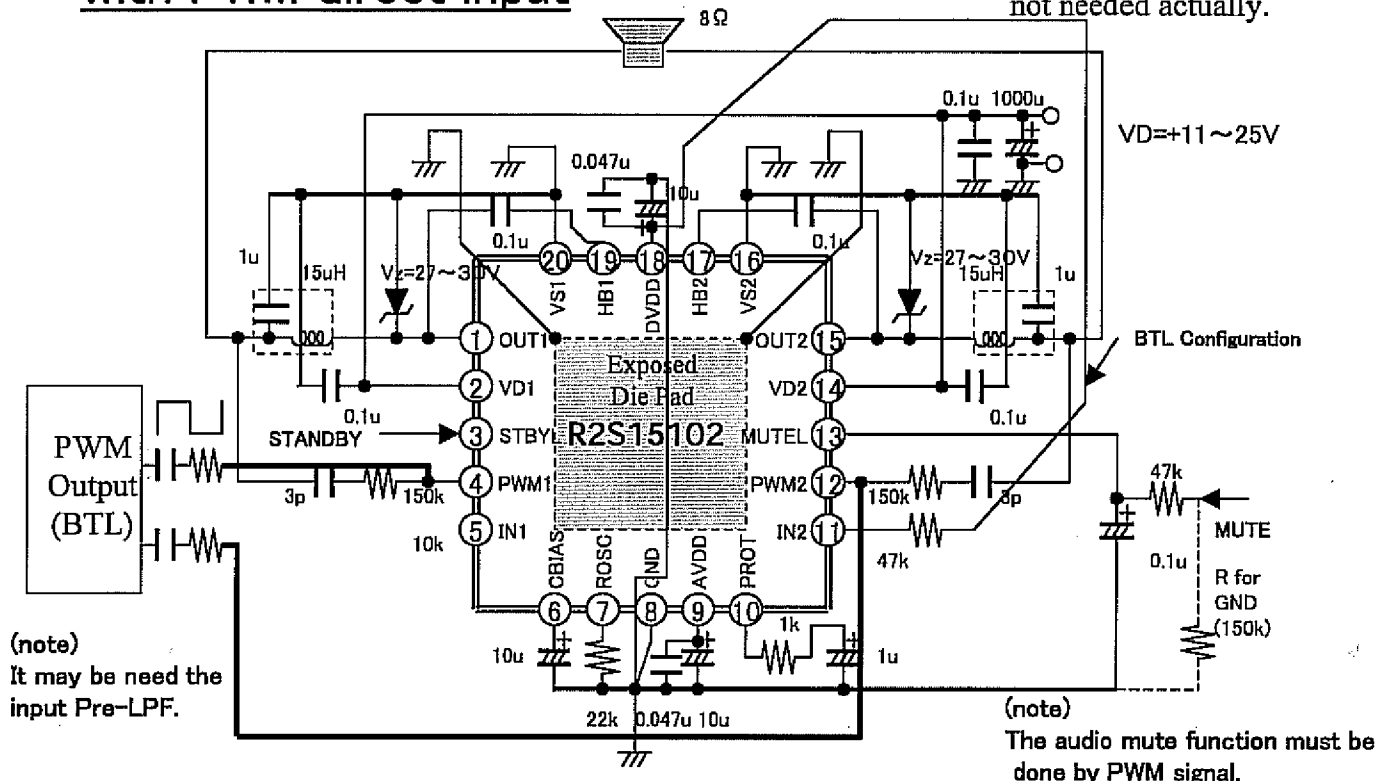 with PWM direct input
not needed actually.
8Ω
0.1u 1000u
VD=+11～25V
0.047u
10u
0.1u
0.1u
1u
15uH
Vz=27～30V
Vz=27～30V
15uH
1u
20 19 18 17 16
VS1 HB1 DVDD HB2 VS2
1 OUT1
OUT2 15
BTL Configuration
Exposed
Die Pad
R2S15102
2 VD1
VD2 14
0.1u
0.1u
STANDBY
3 STBYL
MUTEL 13
PWM
Output
(BTL)
3p
150k
4 PWM1
PWM2 12
150k
3p
47k
MUTE
10k
5 IN1
IN2 11
47k
0.1u
R for
GND
(150k)
CBIAS ROSC GND AVDD PROT
6 7 8 9 10
10u
1k
1u
22k 0.047u 10u
(note)
It may be need the
input Pre-LPF.
(note)
The audio mute function must be
done by PWM signal.